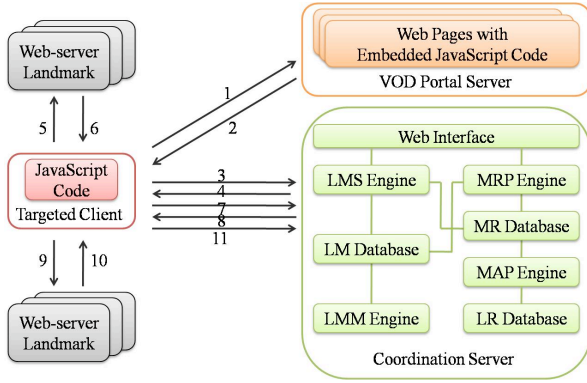 Web-server
Landmark
5
6
JavaScript
Code
Targeted Client
9
10
Web-server
Landmark
1
2
3
4
7
8
11
Web Pages with
Embedded JavaScript Code
VOD Portal Server
Web Interface
LMS Engine
MRP Engine
MR Database
LM Database
MAP Engine
LMM Engine
LR Database
Coordination Server